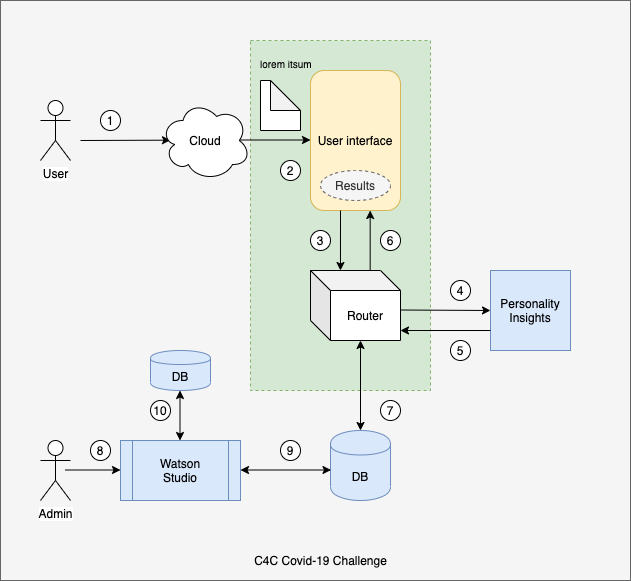 lorem itsum
1
Cloud
User interface
User
2
Results
3
6
4
Personality
Insights
Router
5
DB
10
7
8
Watson
Studio
9
DB
Admin
C4C Covid-19 Challenge